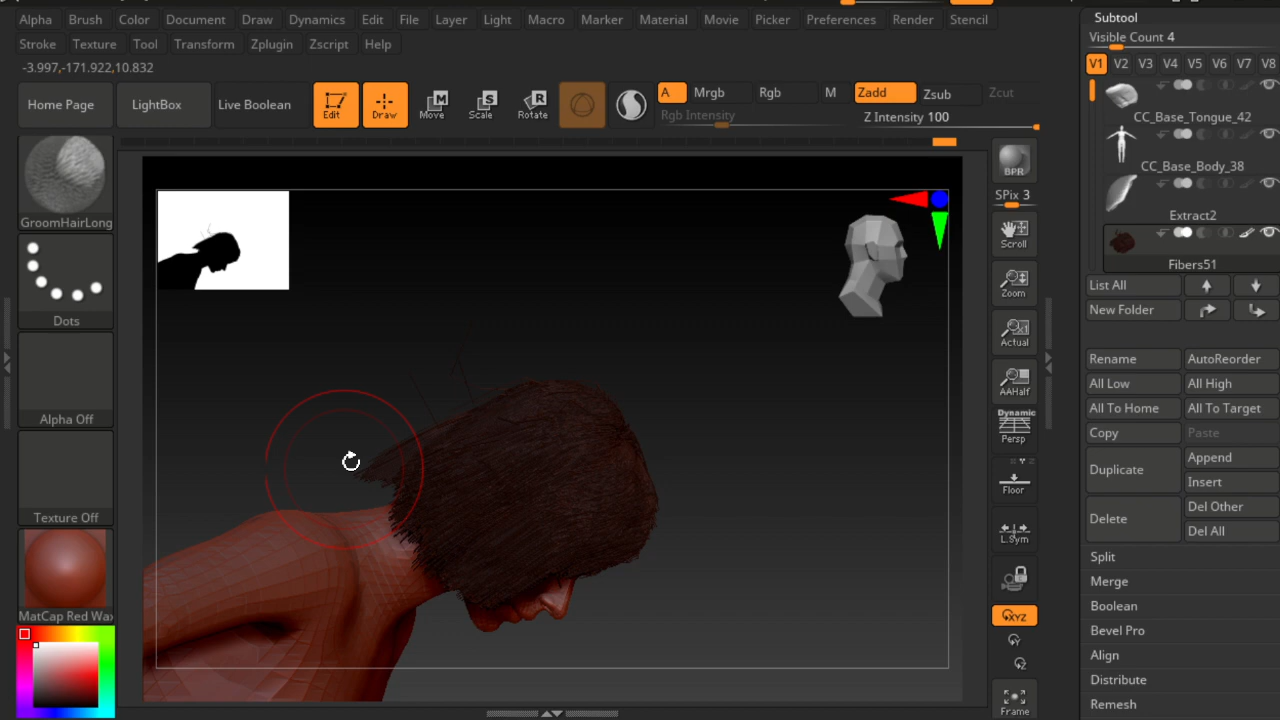 Alpha Brush Color Document Draw Dynamics Edit File Layer Light Macro Marker Material Movie Picker Preferences Render Stencil
Stroke Texture Tool Transform Zplugin Zscript Help
-3.997,-171.922,10.832
Home Page LightBox Live Boolean Edit Draw Move Scale Rotate A Mrgb Rgb M Zadd Zsub Zcut
Rgb Intensity Z Intensity 100
GroomHairLong
Dots
Alpha Off
Texture Off
MatCap Red Wax
BPR
SPix 3
Scroll
Zoom
Actual
AAHalf
Dynamic
Persp
Floor
L.Sym
XYZ
Frame
Subtool
Visible Count 4
V1 V2 V3 V4 V5 V6 V7 V8
CC_Base_Tongue_42
CC_Base_Body_38
Extract2
Fibers51
List All
New Folder
Rename AutoReorder
All Low All High
All To Home All To Target
Copy Paste
Duplicate Append
Insert
Delete Del Other
Del All
Split
Merge
Boolean
Bevel Pro
Align
Distribute
Remesh